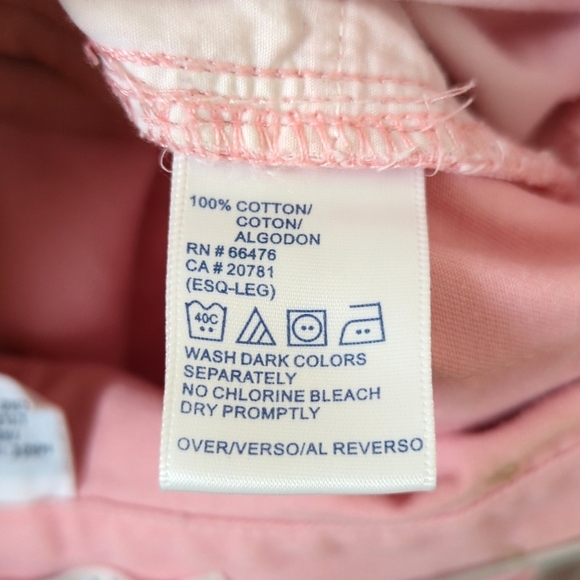 100% COTTON/
COTON/
ALGODON
RN # 66476
CA # 20781
(ESQ-LEG)
40C
WASH DARK COLORS
SEPARATELY
NO CHLORINE BLEACH
DRY PROMPTLY
OVER/VERSO/AL REVERSO